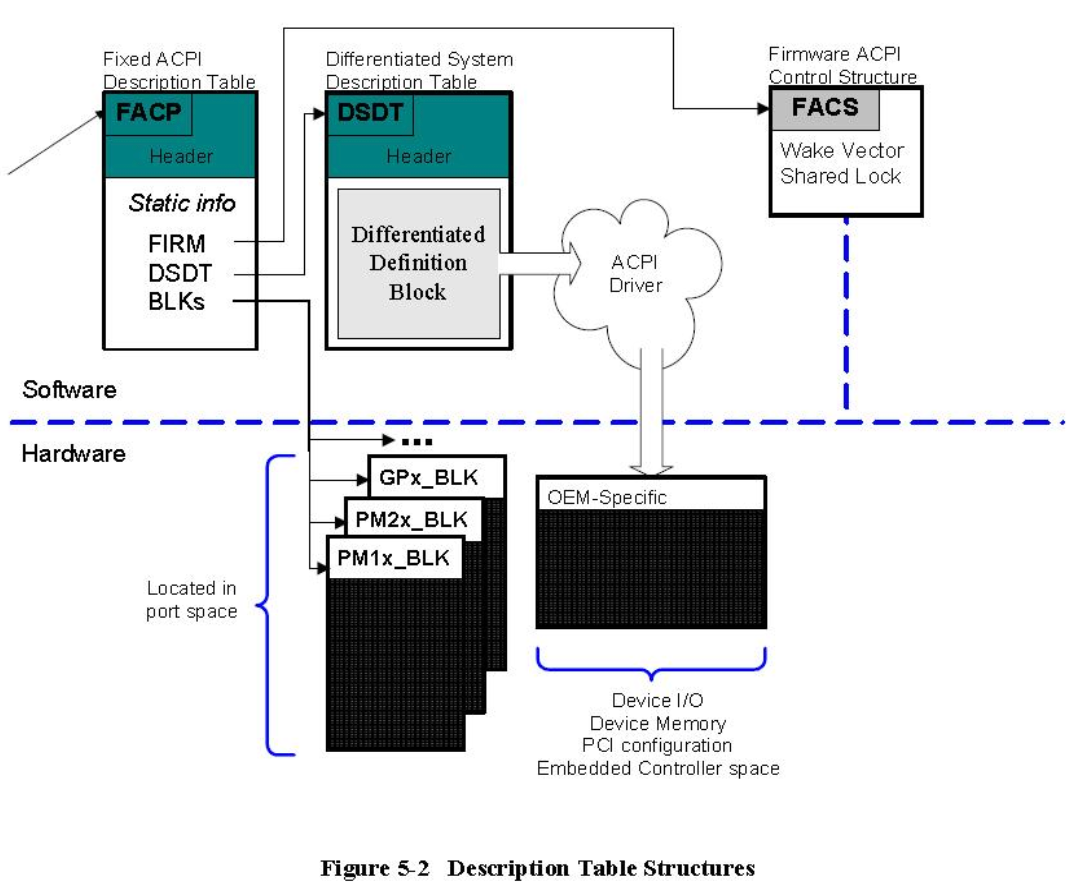 Fixed ACPI
Description Table
FACP
Header
Static info
FIRM
DSDT
BLKs
Differentiated System
Description Table
DSDT
Header
Differentiated
Definition
Block
ACPI
Driver
Firmware ACPI
Control Structure
FACS
Wake Vector
Shared Lock
Software
Hardware
...
GPx_BLK
PM2x_BLK
PM1x_BLK
Located in
port space
OEM-Specific
Device I/O
Device Memory
PCI configuration
Embedded Controller space
Figure 5-2 Description Table Structures